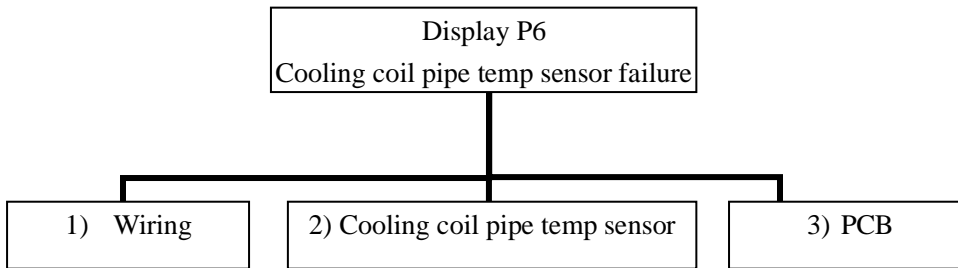 Display P6
Cooling coil pipe temp sensor failure
1) Wiring
2) Cooling coil pipe temp sensor
3) PCB